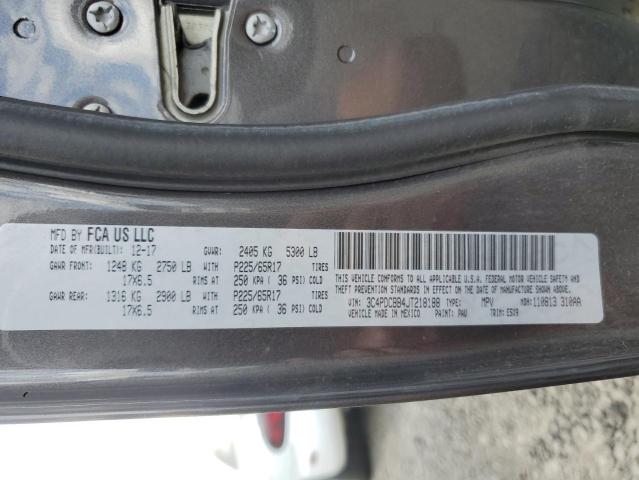 MFD BY FCA US LLC
DATE OF MFR(BUILT): 12-17 GVWR: 2405 KG 5300 LB
GAWR FRONT: 1248 KG 2750 LB WITH P225/65R17 TIRES
17X6.5 RIMS AT 250 KPA ( 36 PSI) COLD
GAWR REAR: 1316 KG 2900 LB WITH P225/65R17 TIRES
17X6.5 RIMS AT 250 KPA ( 36 PSI) COLD
THIS VEHICLE CONFORMS TO ALL APPLICABLE U.S.A. FEDERAL MOTOR VEHICLE SAFETY AND
THEFT PREVENTION STANDARDS IN EFFECT ON THE DATE OF MANUFACTURE SHOWN ABOVE.
VIN: 3C4PDCBB4JT218188 TYPE: MPV MDH: 110813 310AA
VEHICLE MADE IN MEXICO PAINT: PAU TRIM: E5X9